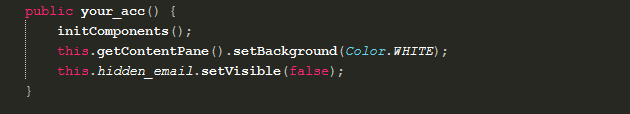 public your_acc() {
initComponents();
this.getContentPane().setBackground(Color.WHITE);
this.hidden_email.setVisible(false);
}